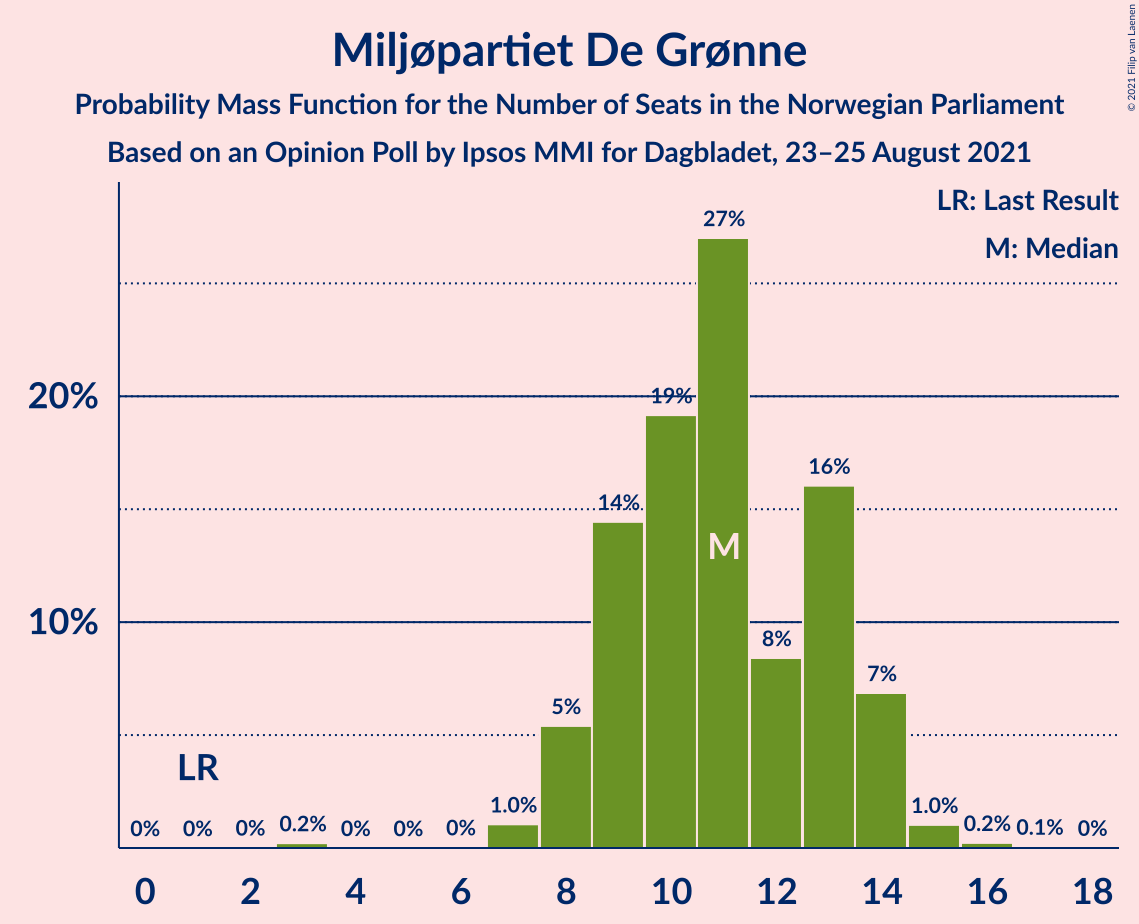 Miljøpartiet De Grønne
Probability Mass Function for the Number of Seats in the Norwegian Parliament
Based on an Opinion Poll by Ipsos MMI for Dagbladet, 23–25 August 2021
© 2021 Filip van Laenen
LR: Last Result
M: Median
27%
20%
19%
16%
14%
M
10%
8%
7%
5%
LR
1.0%
1.0%
0% 0% 0% 0.2% 0% 0% 0% 0.2% 0.1% 0%
0 2 4 6 8 10 12 14 16 18